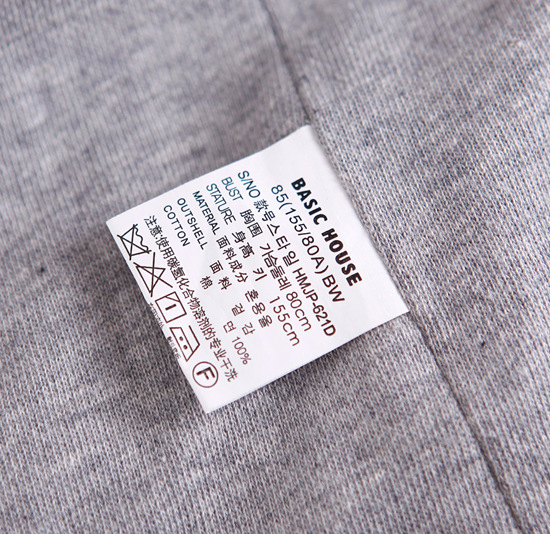 BASIC HOUSE
85(155/80A) BW
S/NO 款号 스타일 HMJP-621D
BUST 胸围 가슴둘레 80cm
STATURE 身高 키 155cm
MATERIAL 面料成分 혼용율
OUTSHELL 面料 겉감
COTTON 棉 면 100%
注意:使用碳氢化合物溶剂的专业干洗
F